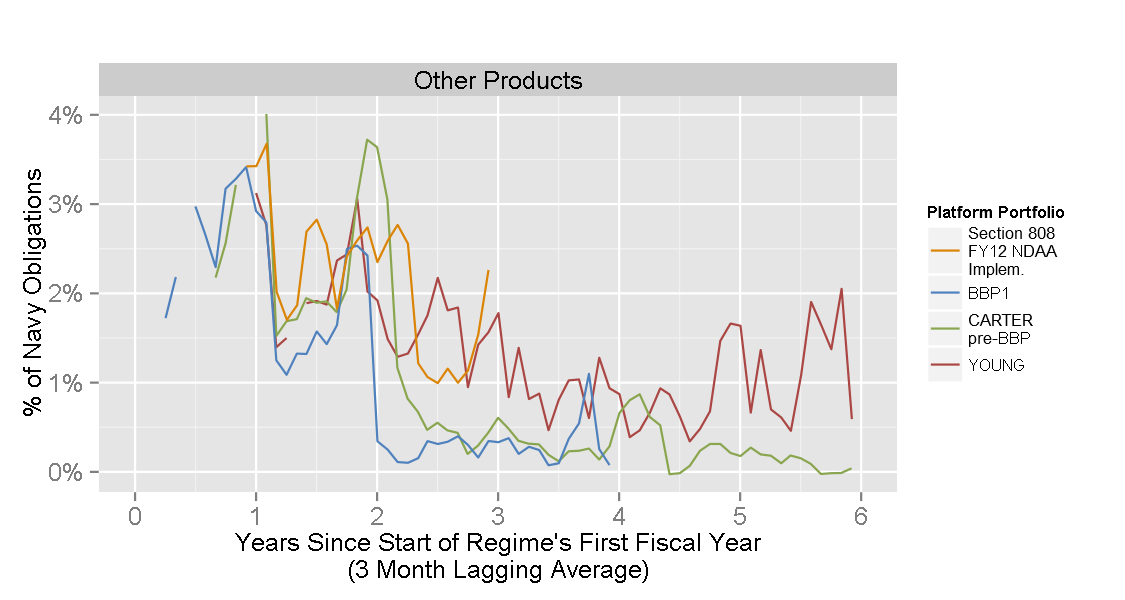 Other Products
4%
3%
2%
1%
0%
% of Navy Obligations
0 1 2 3 4 5 6
Years Since Start of Regime's First Fiscal Year
(3 Month Lagging Average)
Platform Portfolio
Section 808
FY12 NDAA
Implem.
BBP1
CARTER
pre-BBP
YOUNG